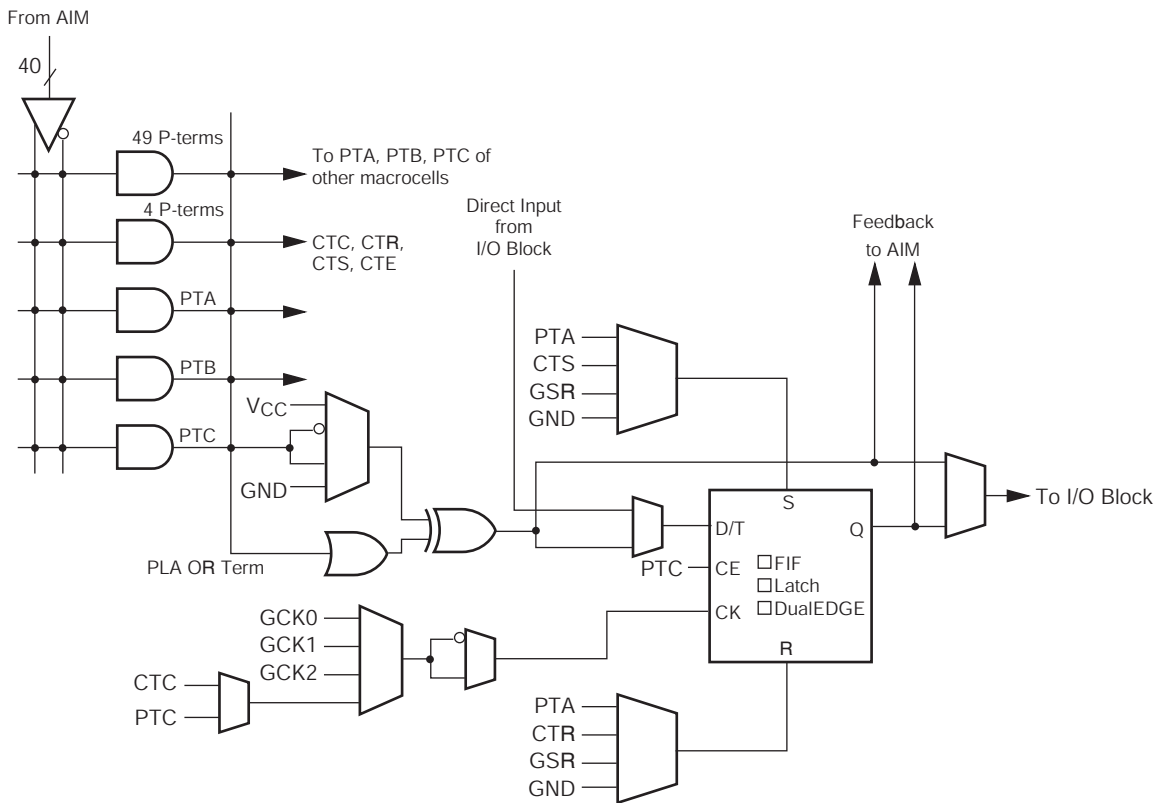 From AIM
40
49 P-terms
To PTA, PTB, PTC of
other macrocells
4 P-terms
CTC, CTR,
CTS, CTE
Direct Input
from
I/O Block
Feedback
to AIM
PTA
PTB
PTC
VCC
GND
PLA OR Term
PTA
CTS
GSR
GND
To I/O Block
S
D/T
Q
PTC
CE
FIF
Latch
DualEDGE
CK
R
GCK0
GCK1
GCK2
CTC
PTC
PTA
CTR
GSR
GND